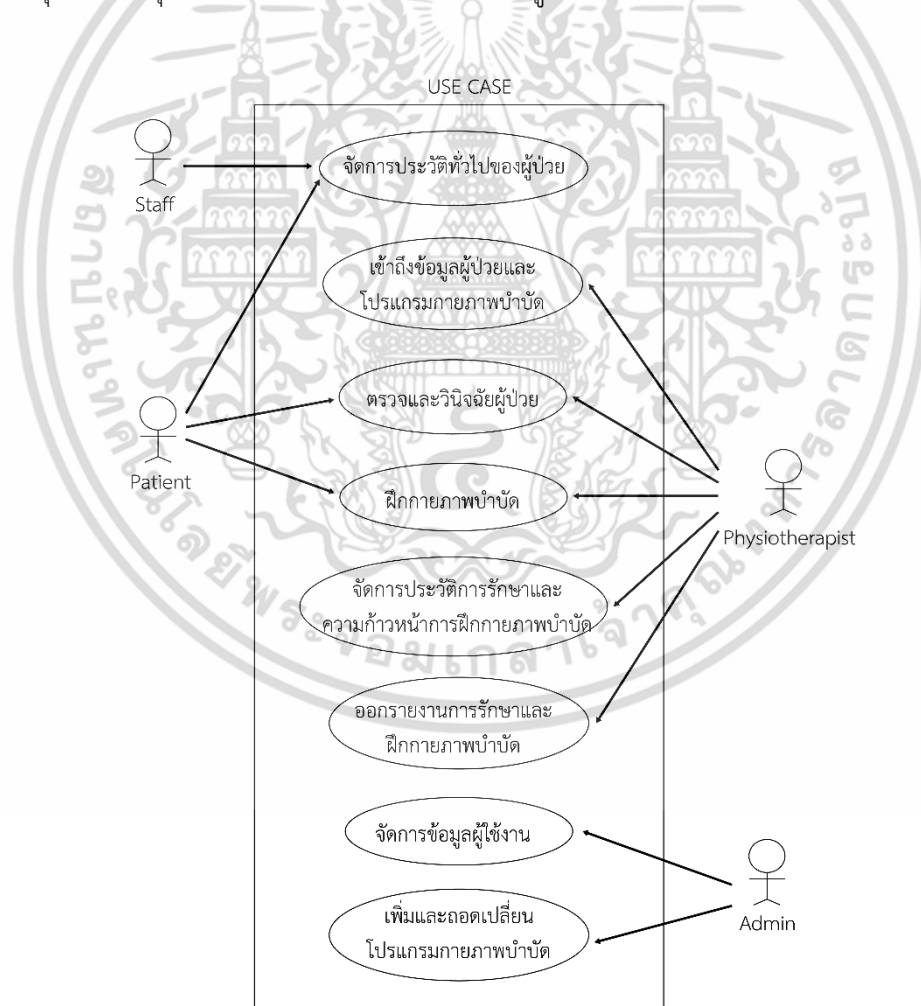 USE CASE
จัดการประวัติทั่วไปของผู้ป่วย
Staff
เข้าถึงข้อมูลผู้ป่วยและ
โปรแกรมกายภาพบำบัด
ตรวจและวินิจฉัยผู้ป่วย
Patient
ฝึกกายภาพบำบัด
Physiotherapist
จัดการประวัติการรักษาและ
ความก้าวหน้าการฝึกกายภาพบำบัด
ออกรายงานการรักษาและ
ฝึกกายภาพบำบัด
จัดการข้อมูลผู้ใช้งาน
เพิ่มและถอดเปลี่ยน
โปรแกรมกายภาพบำบัด
Admin